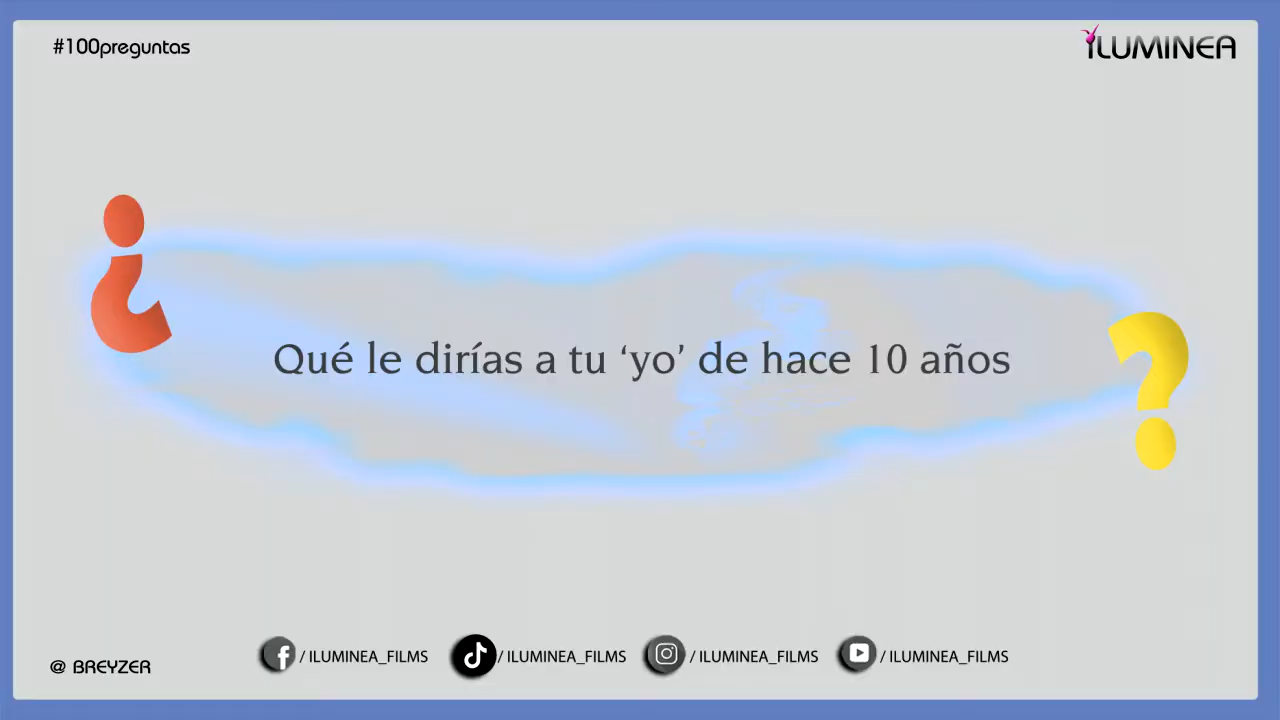 #100preguntas
ILUMINEA
¿Qué le dirías a tu ‘yo’ de hace 10 años?
@ BREYZER
/ ILUMINEA_FILMS
/ ILUMINEA_FILMS
/ ILUMINEA_FILMS
/ ILUMINEA_FILMS